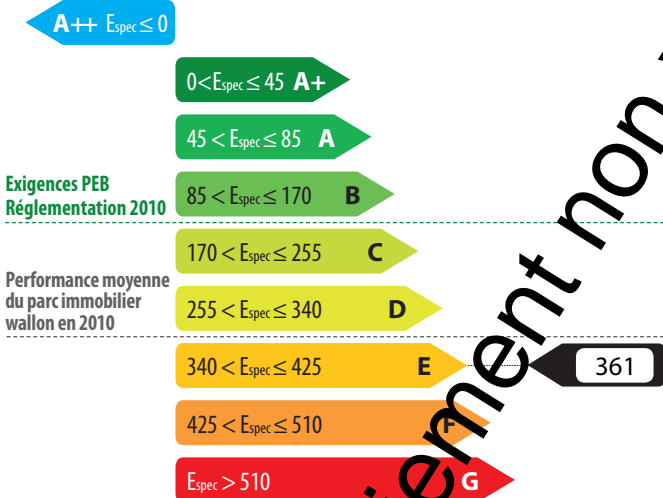 A++ Espec ≤ 0
0<Espec ≤ 45 A+
45 < Espec ≤ 85 A
Exigences PEB
Réglementation 2010
85 < Espec ≤ 170 B
170 < Espec ≤ 255 C
Performance moyenne
du parc immobilier
wallon en 2010
255 < Espec ≤ 340 D
340 < Espec ≤ 425 E
361
425 < Espec ≤ 510 F
Espec > 510 G
ement non